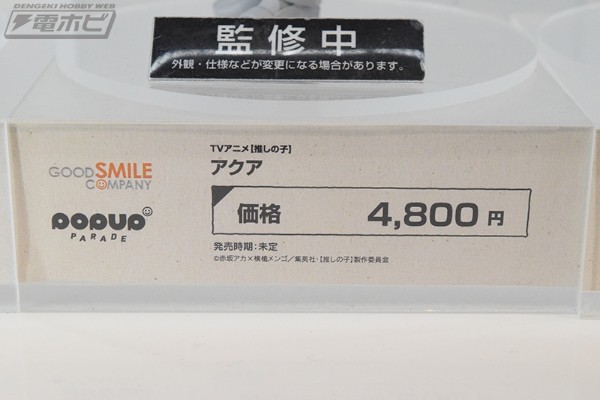 DENGEKI HOBBY WEB
電撃ホビー
監修中
外観・仕様などが変更になる場合があります。
GOOD SMILE
COMPANY
POPUP
PARADE
TVアニメ【推しの子】
アクア
価格 4,800円
発売時期：未定
©赤坂アカ×横槍メンゴ／集英社・【推しの子】製作委員会